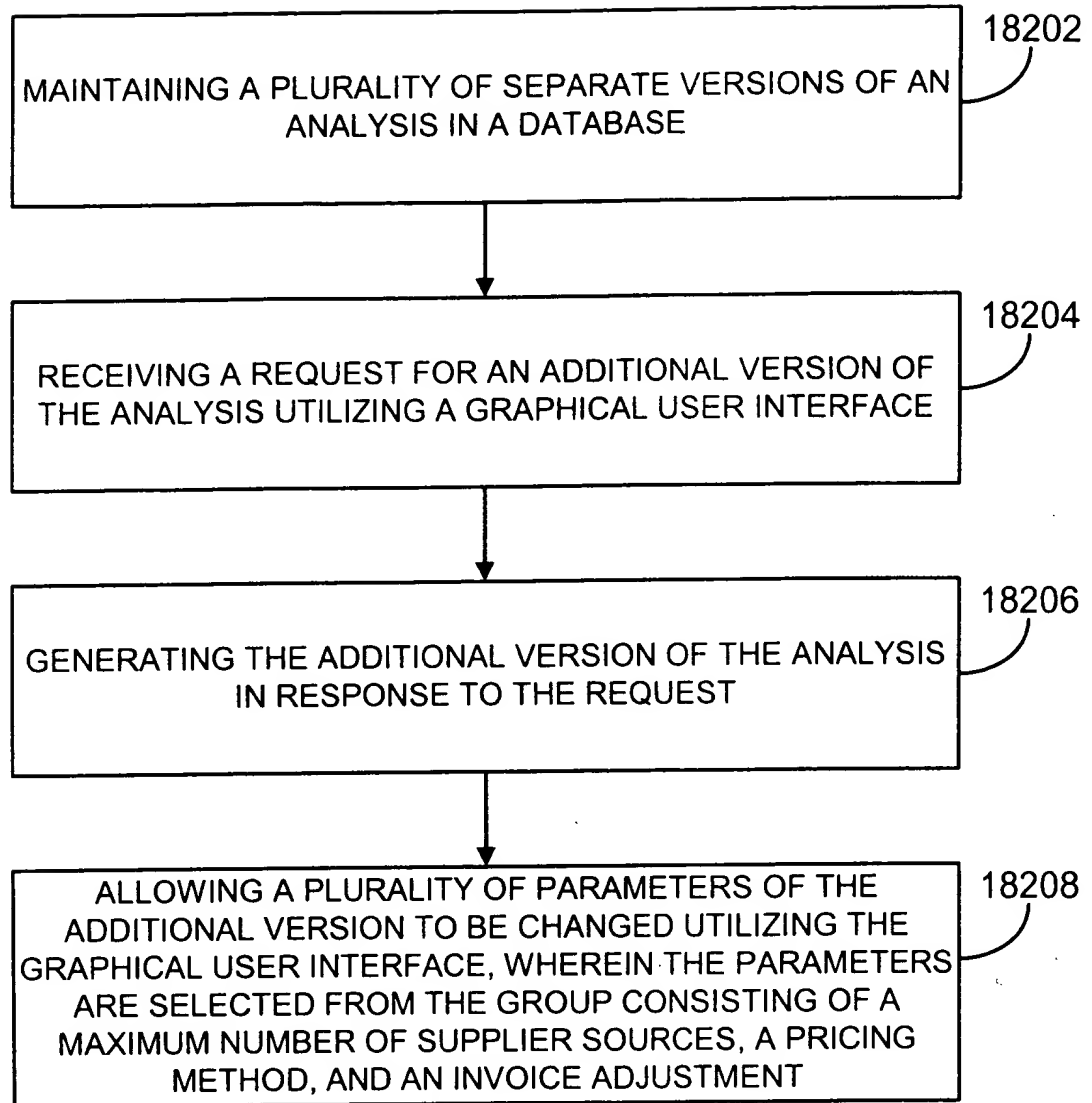 18202
MAINTAINING A PLURALITY OF SEPARATE VERSIONS OF AN
ANALYSIS IN A DATABASE
18204
RECEIVING A REQUEST FOR AN ADDITIONAL VERSION OF
THE ANALYSIS UTILIZING A GRAPHICAL USER INTERFACE
18206
GENERATING THE ADDITIONAL VERSION OF THE ANALYSIS
IN RESPONSE TO THE REQUEST
18208
ALLOWING A PLURALITY OF PARAMETERS OF THE
ADDITIONAL VERSION TO BE CHANGED UTILIZING THE
GRAPHICAL USER INTERFACE, WHEREIN THE PARAMETERS
ARE SELECTED FROM THE GROUP CONSISTING OF A
MAXIMUM NUMBER OF SUPPLIER SOURCES, A PRICING
METHOD, AND AN INVOICE ADJUSTMENT